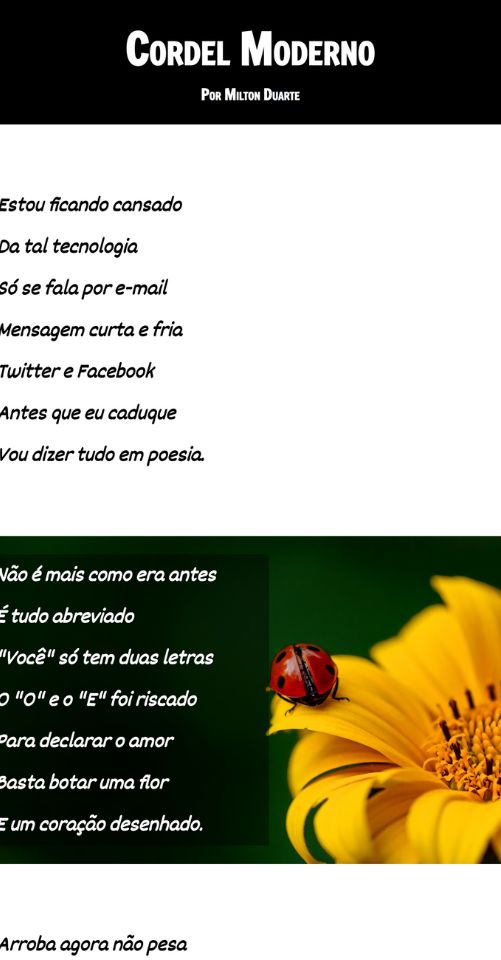 Cordel Moderno
Por Milton Duarte
Estou ficando cansado
Da tal tecnologia
Só se fala por e-mail
Mensagem curta e fria
Twitter e Facebook
Antes que eu caduque
Vou dizer tudo em poesia.
Não é mais como era antes
É tudo abreviado
"Você" só tem duas letras
O "O" e o "E" foi riscado
Para declarar o amor
Basta botar uma flor
E um coração desenhado.
Arroba agora não pesa